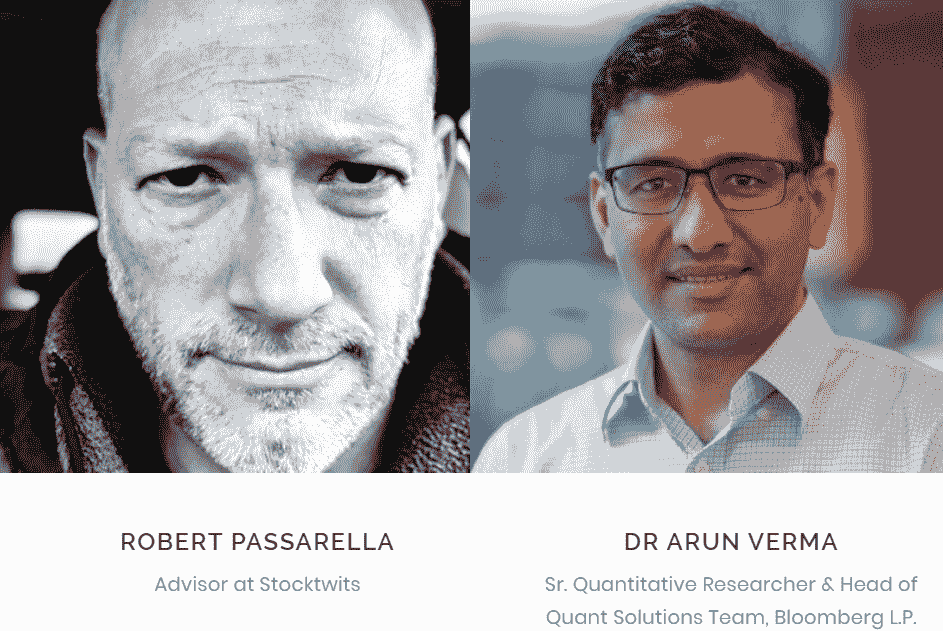 ROBERT PASSARELLA
Advisor at Stocktwits
DR ARUN VERMA
Sr. Quantitative Researcher & Head of
Quant Solutions Team, Bloomberg L.P.